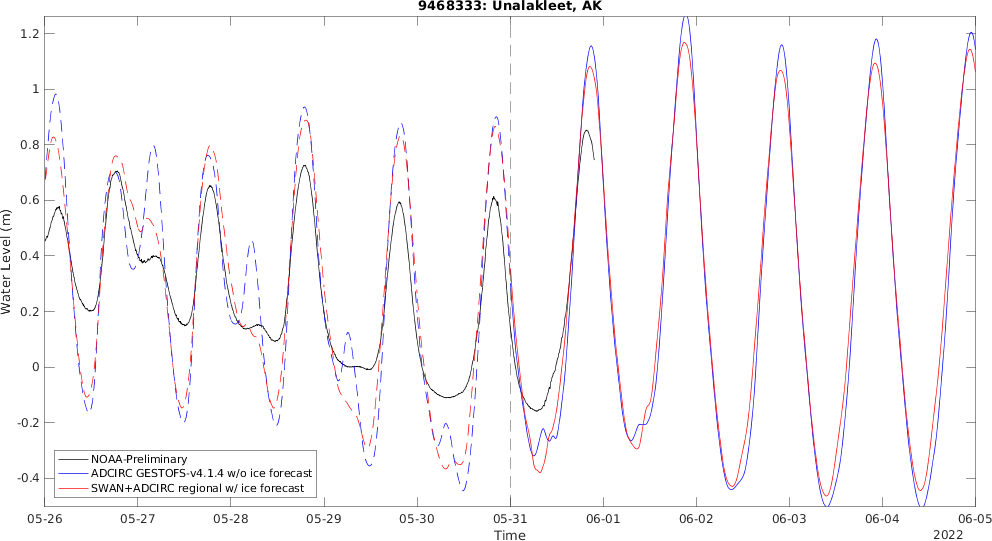 9468333: Unalakleet, AK
Water Level (m)
1.2
1
0.8
0.6
0.4
0.2
0
-0.2
-0.4
NOAA-Preliminary
ADCIRC GESTOFS-v4.1.4 w/o ice forecast
SWAN+ADCIRC regional w/ ice forecast
05-26 05-27 05-28 05-29 05-30 05-31 06-01 06-02 06-03 06-04 06-05
Time
2022